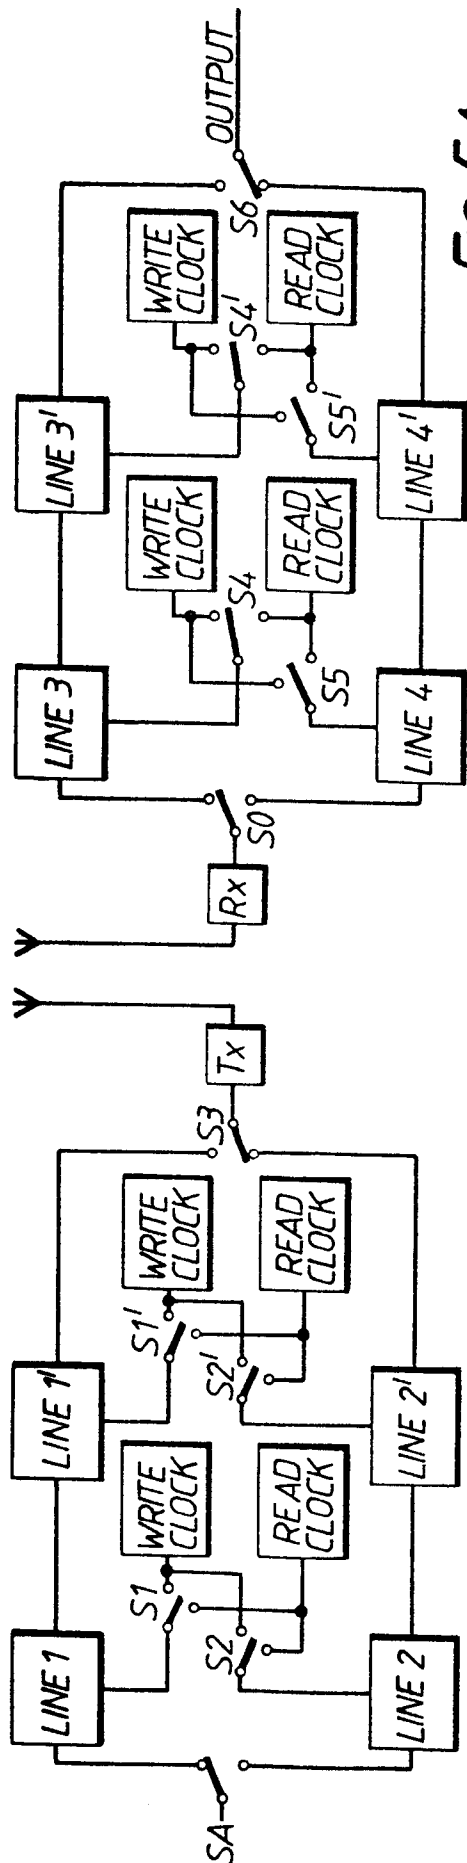 SA
LINE 1
S1
S2
LINE 2
WRITE
CLOCK
READ
CLOCK
LINE 1'
S1'
S2'
LINE 2'
WRITE
CLOCK
READ
CLOCK
S3
Tx
Rx
S0
LINE 3
S4
S5
LINE 4
WRITE
CLOCK
READ
CLOCK
LINE 3'
S4'
S5'
LINE 4'
WRITE
CLOCK
READ
CLOCK
S6
OUTPUT